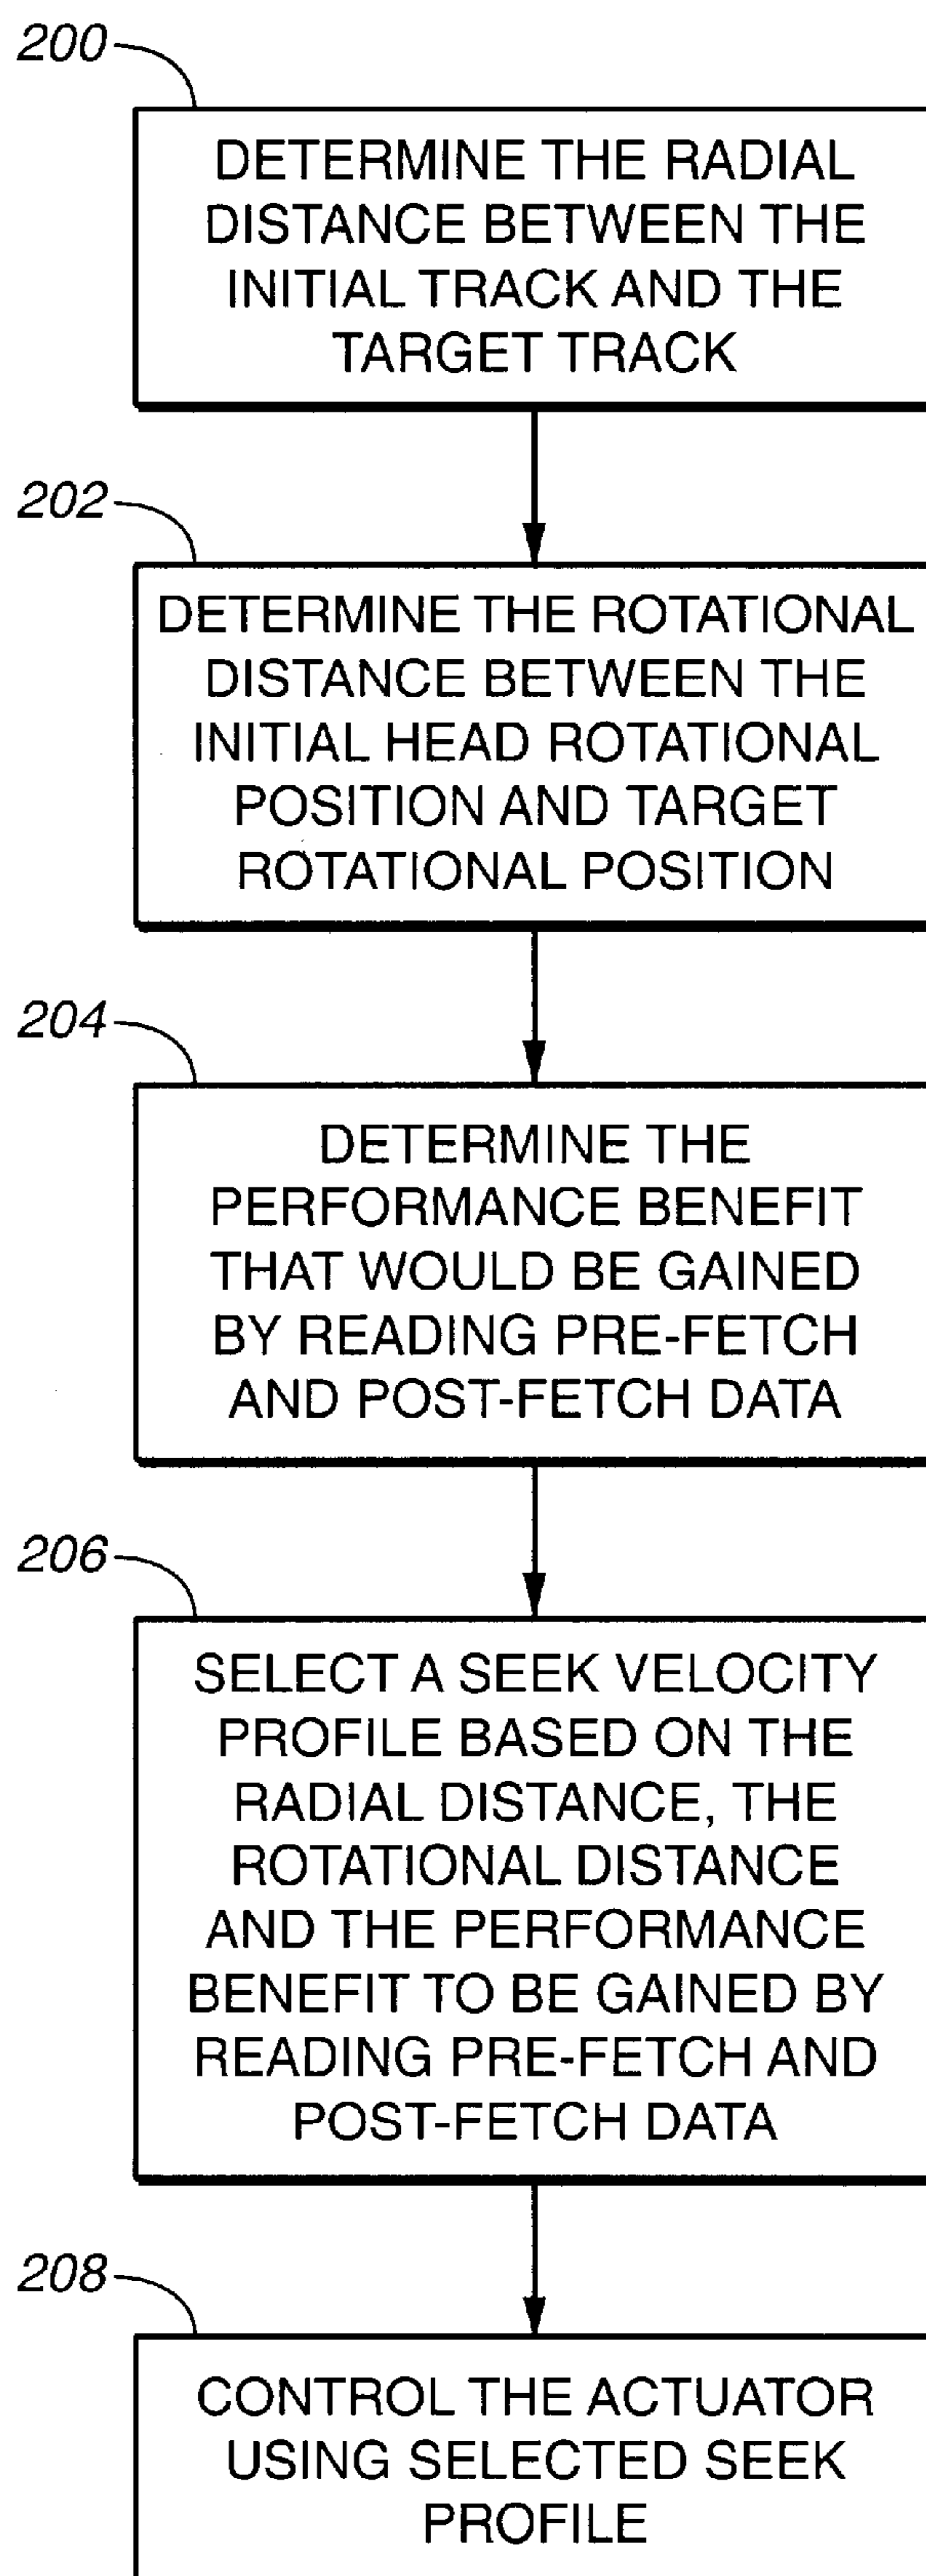 200
DETERMINE THE RADIAL
DISTANCE BETWEEN THE
INITIAL TRACK AND THE
TARGET TRACK
202
DETERMINE THE ROTATIONAL
DISTANCE BETWEEN THE
INITIAL HEAD ROTATIONAL
POSITION AND TARGET
ROTATIONAL POSITION
204
DETERMINE THE
PERFORMANCE BENEFIT
THAT WOULD BE GAINED
BY READING PRE-FETCH
AND POST-FETCH DATA
206
SELECT A SEEK VELOCITY
PROFILE BASED ON THE
RADIAL DISTANCE, THE
ROTATIONAL DISTANCE
AND THE PERFORMANCE
BENEFIT TO BE GAINED BY
READING PRE-FETCH AND
POST-FETCH DATA
208
CONTROL THE ACTUATOR
USING SELECTED SEEK
PROFILE